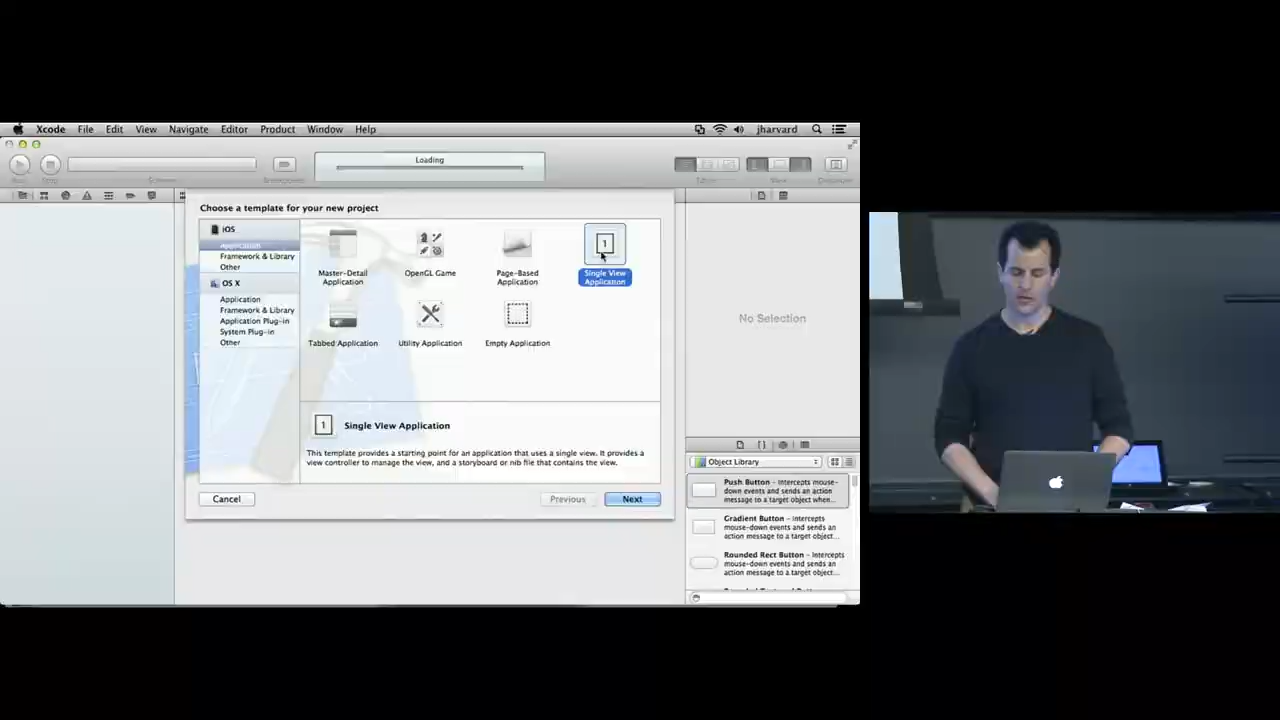 Xcode File Edit View Navigate Editor Product Window Help jharvard
Loading
Choose a template for your new project
iOS
Application
Framework & Library
Other
OS X
Application
Framework & Library
Application Plug-in
System Plug-in
Other
Master-Detail
Application
OpenGL Game
Page-Based
Application
1
Single View
Application
Tabbed Application
Utility Application
Empty Application
1
Single View Application
This template provides a starting point for an application that uses a single view. It provides a
view controller to manage the view, and a storyboard or nib file that contains the view.
Cancel
Previous
Next
No Selection
{}
Object Library
Push Button - Intercepts mouse-
down events and sends an
action message to a target object when...
Gradient Button - Intercepts
mouse-down events and sends an
action message to a target object...
Rounded Rect Button - Intercepts
mouse-down events and sends an
action message to a target object...